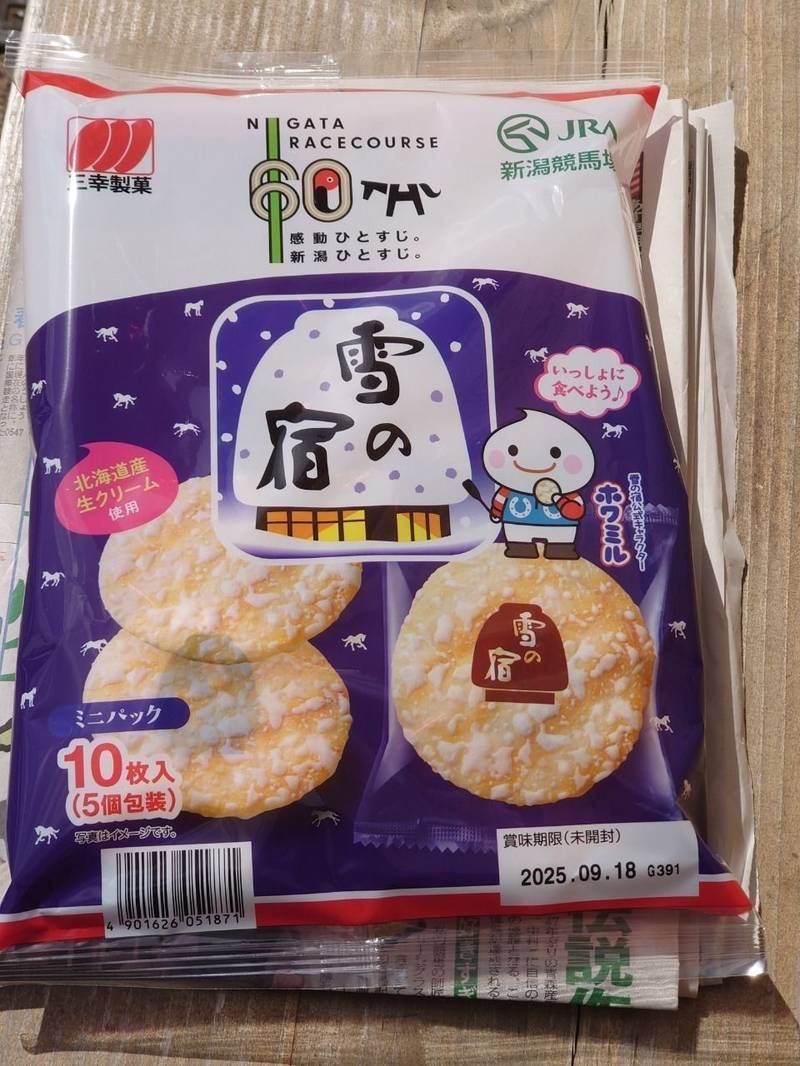 三幸製菓
NIIGATA
RACECOURSE
60TH
感動ひとすじ。
新潟ひとすじ。
JRA
新潟競馬場
雪の宿
いっしょに
食べよう♪
北海道産
生クリーム
使用
雪の宿公式キャラクター
ホワミル
雪の宿
ミニパック
10枚入
(5個包装)
写真はイメージです。
賞味期限(未開封)
2025.09.18 G391
4 901626 051871
伝説